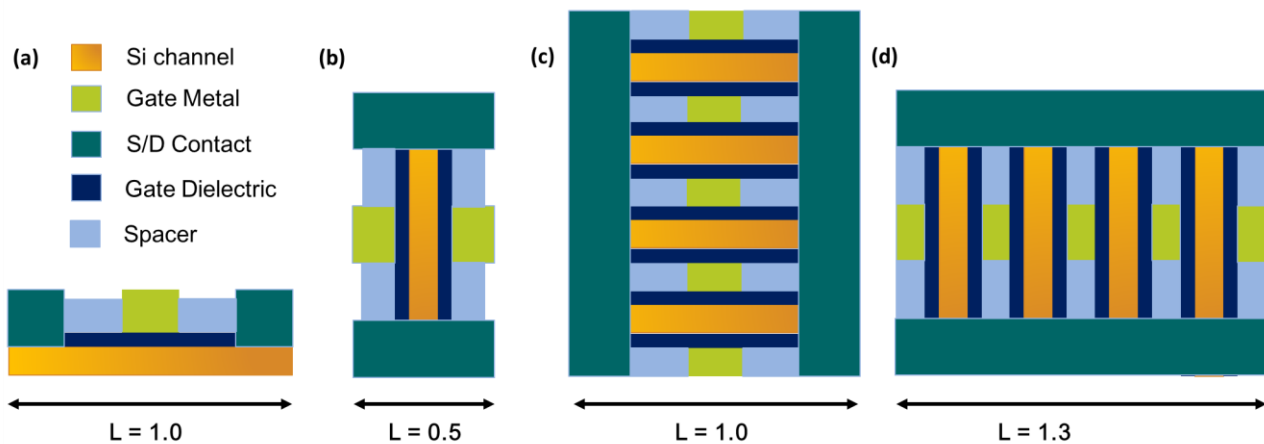 (a)
Si channel
Gate Metal
S/D Contact
Gate Dielectric
Spacer
L = 1.0
(b)
L = 0.5
(c)
L = 1.0
(d)
L = 1.3